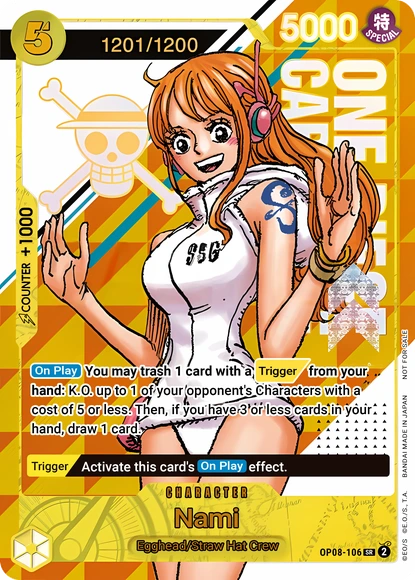 5
1201/1200
5000
特
SPECIAL
ONE PIECE
CARD
COUNTER +1000
SSG
On Play You may trash 1 card with a Trigger from your
hand: K.O. up to 1 of your opponent's Characters with a
cost of 5 or less. Then, if you have 3 or less cards in your
hand, draw 1 card.
Trigger Activate this card's On Play effect.
CHARACTER
Nami
Egghead/Straw Hat Crew
OP08-106 SR 2
©E.O./S. ©E.O./S, T.A. BANDAI MADE IN JAPAN NOT FOR SALE